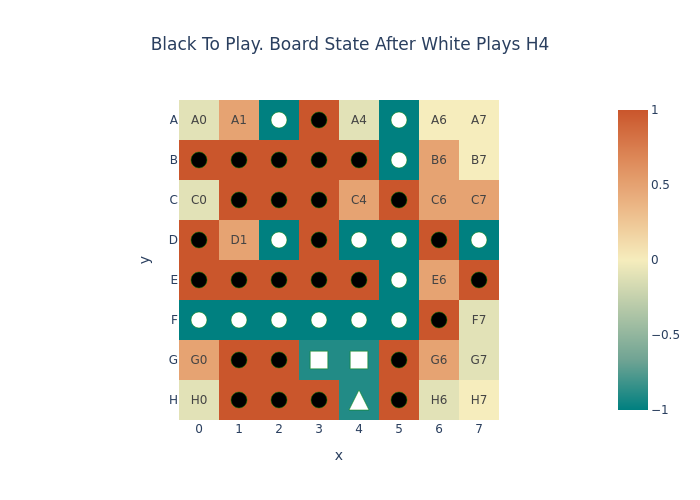 Black To Play. Board State After White Plays H4
A A0 A1 A4 A6 A7 1
B B6 B7
C C0 C4 C6 C7 0.5
D D1
y
E E6 0
F F7 −0.5
G G0 G6 G7
H H0 H6 H7 −1
0 1 2 3 4 5 6 7
x